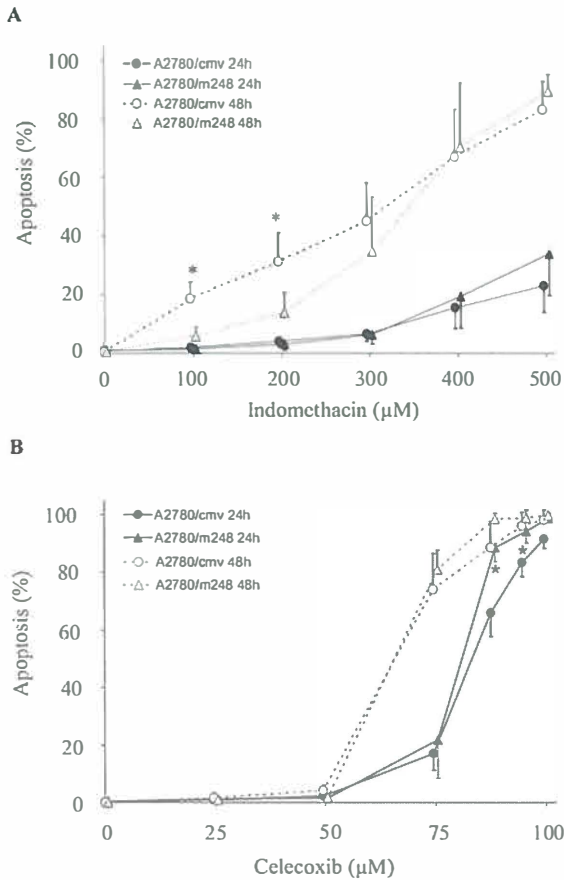 A
100
80
60
40
20
0
Apoptosis (%)
A2780/cmv 24h
A2780/m248 24h
A2780/cmv 48h
A2780/m248 48h
*
*
0 100 200 300 400 500
Indomethacin (µM)
B
100
80
60
40
20
0
Apoptosis (%)
A2780/cmv 24h
A2780/m248 24h
A2780/cmv 48h
A2780/m248 48h
*
*
0 25 50 75 100
Celecoxib (µM)